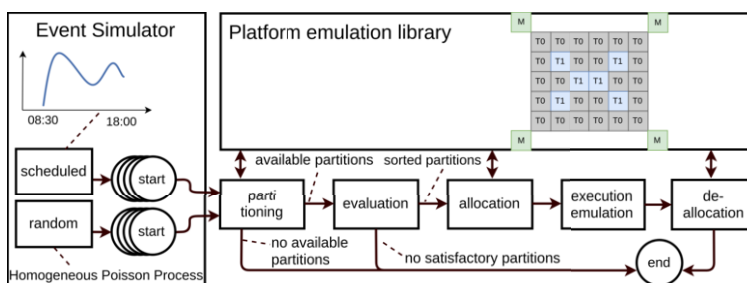 Event Simulator
08:30 18:00
scheduled
start
random
start
Homogeneous Poisson Process
Platform emulation library
M M
T0 T0 T0 T0 T0 T0
T0 T1 T0 T0 T1 T0
T0 T0 T1 T1 T0 T0
T0 T1 T0 T0 T1 T0
T0 T0 T0 T0 T0 T0
M M
available partitions
sorted partitions
parti
tioning
evaluation
allocation
execution
emulation
de-
allocation
no available
partitions
no satisfactory partitions
end